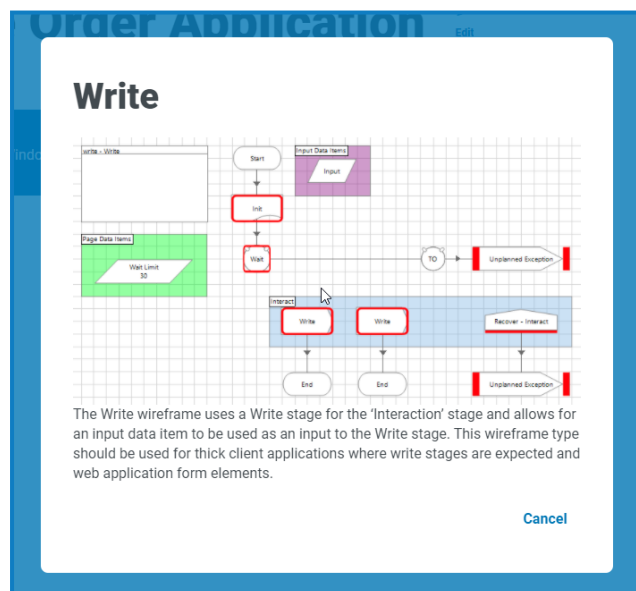 Order Application
Edit
Windo
Write
write - Write
Start
Input Data Items
Input
Init
Page Data Items
Wait Limit
30
Wait
TO
Unplanned Exception
Interact
Write
Write
Recover - Interact
End
End
Unplanned Exception
The Write wireframe uses a Write stage for the ‘Interaction’ stage and allows for
an input data item to be used as an input to the Write stage. This wireframe type
should be used for thick client applications where write stages are expected and
web application form elements.
Cancel